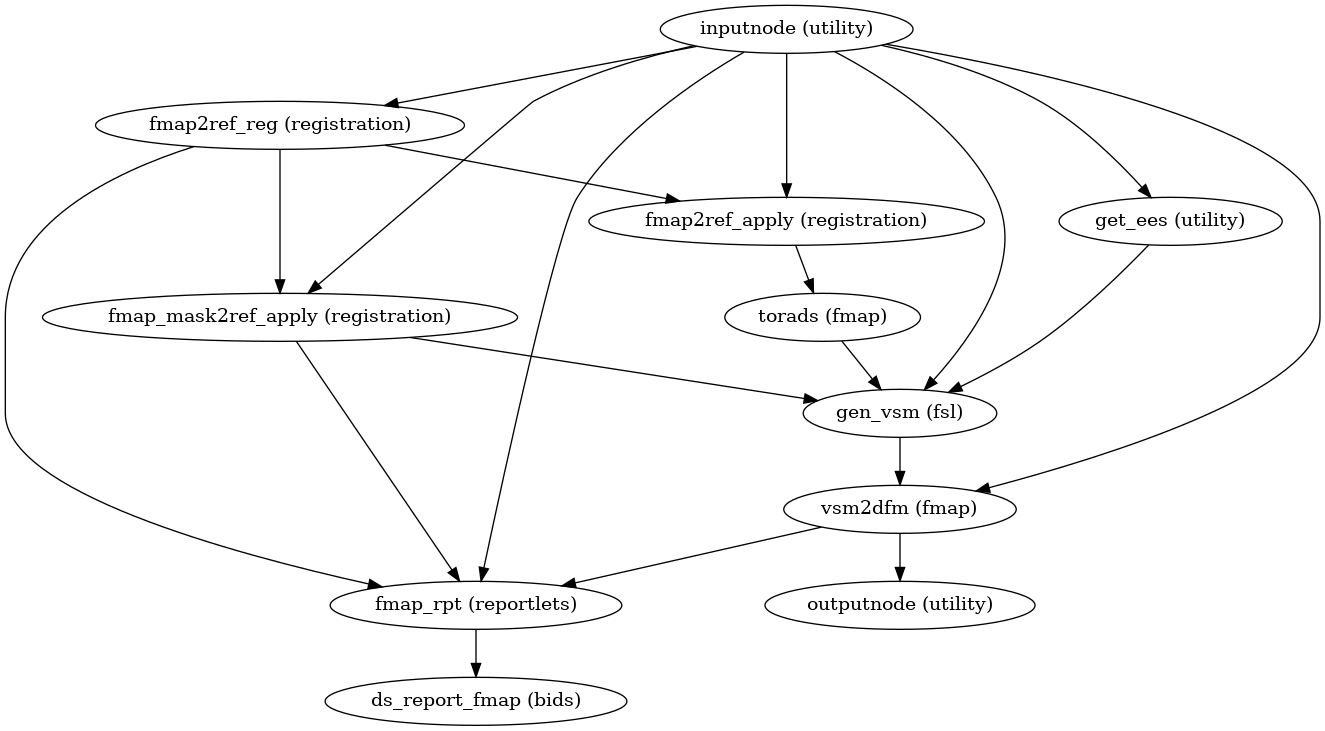 inputnode (utility)
fmap2ref_reg (registration)
fmap2ref_apply (registration)
get_ees (utility)
fmap_mask2ref_apply (registration)
torads (fmap)
gen_vsm (fsl)
vsm2dfm (fmap)
fmap_rpt (reportlets)
outputnode (utility)
ds_report_fmap (bids)